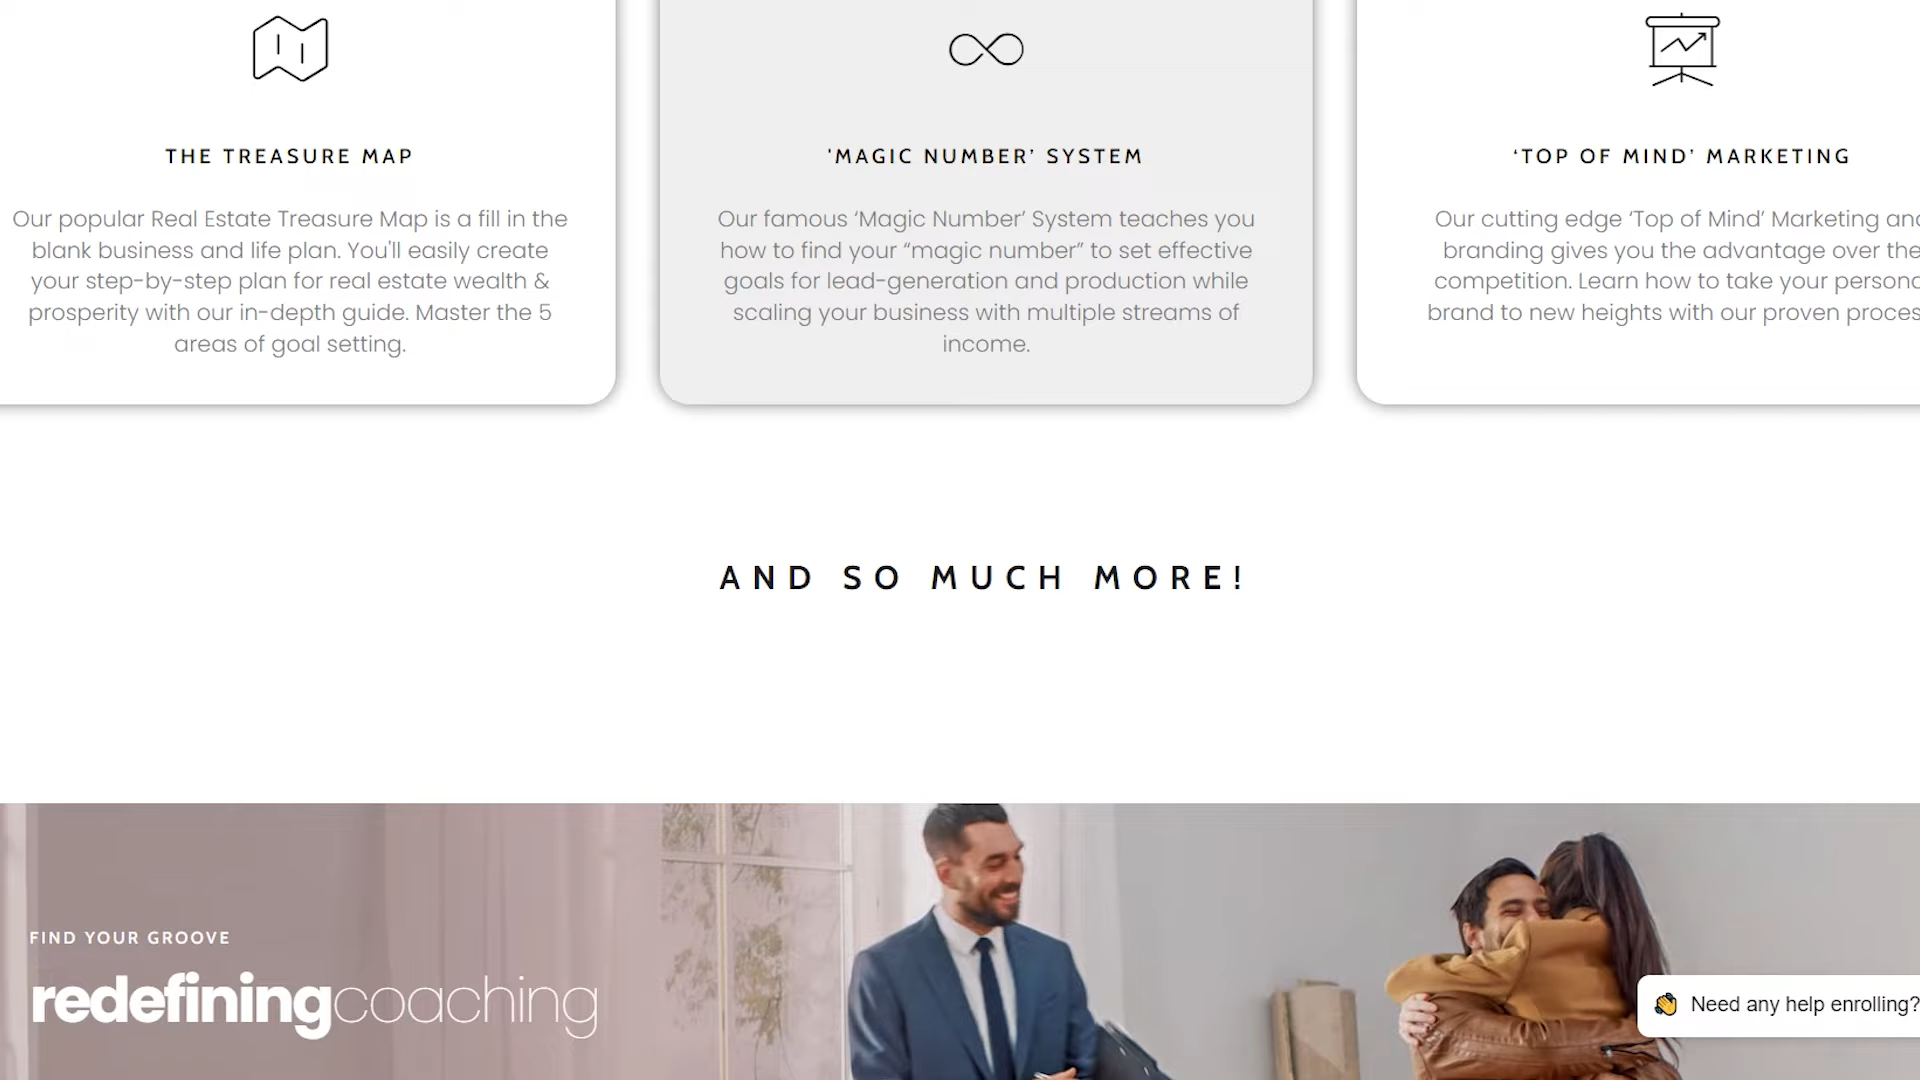 THE TREASURE MAP
Our popular Real Estate Treasure Map is a fill in the
blank business and life plan. You'll easily create
your step-by-step plan for real estate wealth &
prosperity with our in-depth guide. Master the 5
areas of goal setting.
'MAGIC NUMBER’ SYSTEM
Our famous ‘Magic Number’ System teaches you
how to find your “magic number” to set effective
goals for lead-generation and production while
scaling your business with multiple streams of
income.
‘TOP OF MIND’ MARKETING
Our cutting edge ‘Top of Mind’ Marketing and
branding gives you the advantage over the
competition. Learn how to take your
brand to new heights with our proven
AND SO MUCH MORE!
FIND YOUR GROOVE
redefiningcoaching
👋 Need any help enrolling?